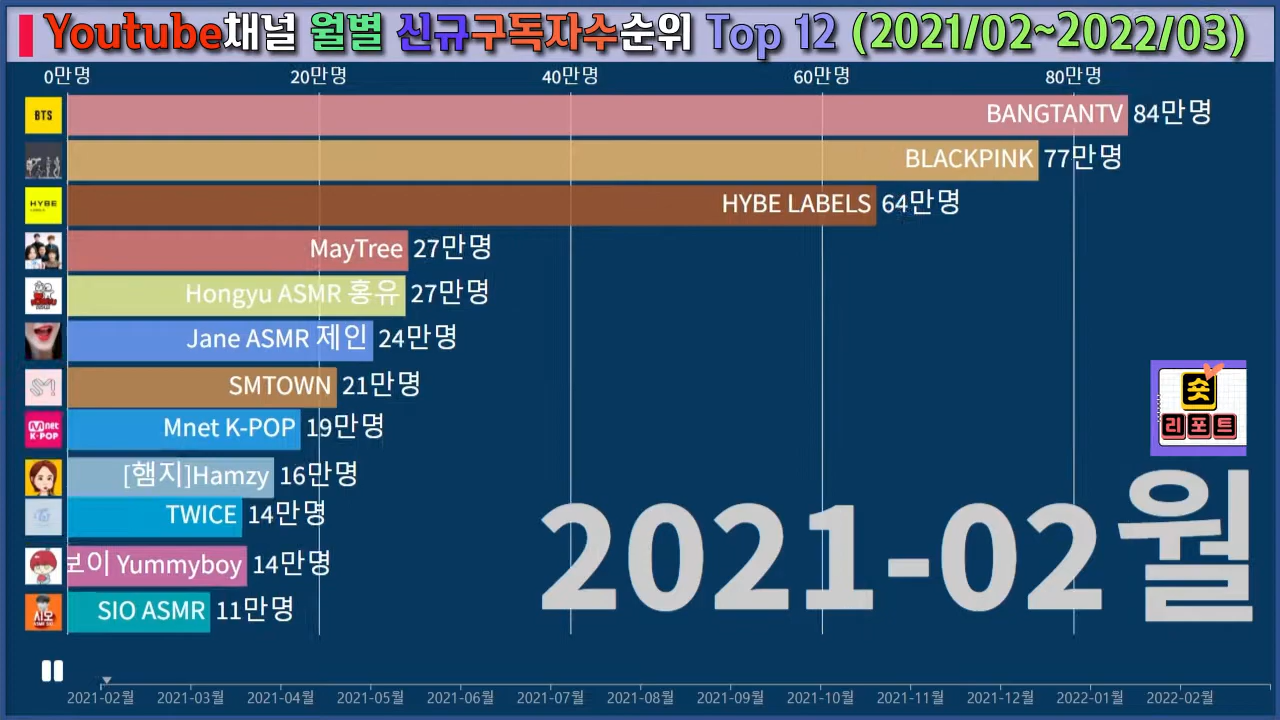 Youtube채널 월별 신규구독자수순위 Top 12 (2021/02~2022/03)
0만명 20만명 40만명 60만명 80만명
BTS BANGTANTV 84만명
BLACKPINK 77만명
HYBE LABELS HYBE LABELS 64만명
MayTree 27만명
Hongyu ASMR 홍유 27만명
Jane ASMR 제인 24만명
SM SMTOWN 21만명
Mnet K-POP Mnet K-POP 19만명
[햄지]Hamzy 16만명
TWICE 14만명
보이 Yummyboy 14만명
시오 SIO ASMR 11만명
숏
리포트
2021-02월
2021-02월 2021-03월 2021-04월 2021-05월 2021-06월 2021-07월 2021-08월 2021-09월 2021-10월 2021-11월 2021-12월 2022-01월 2022-02월